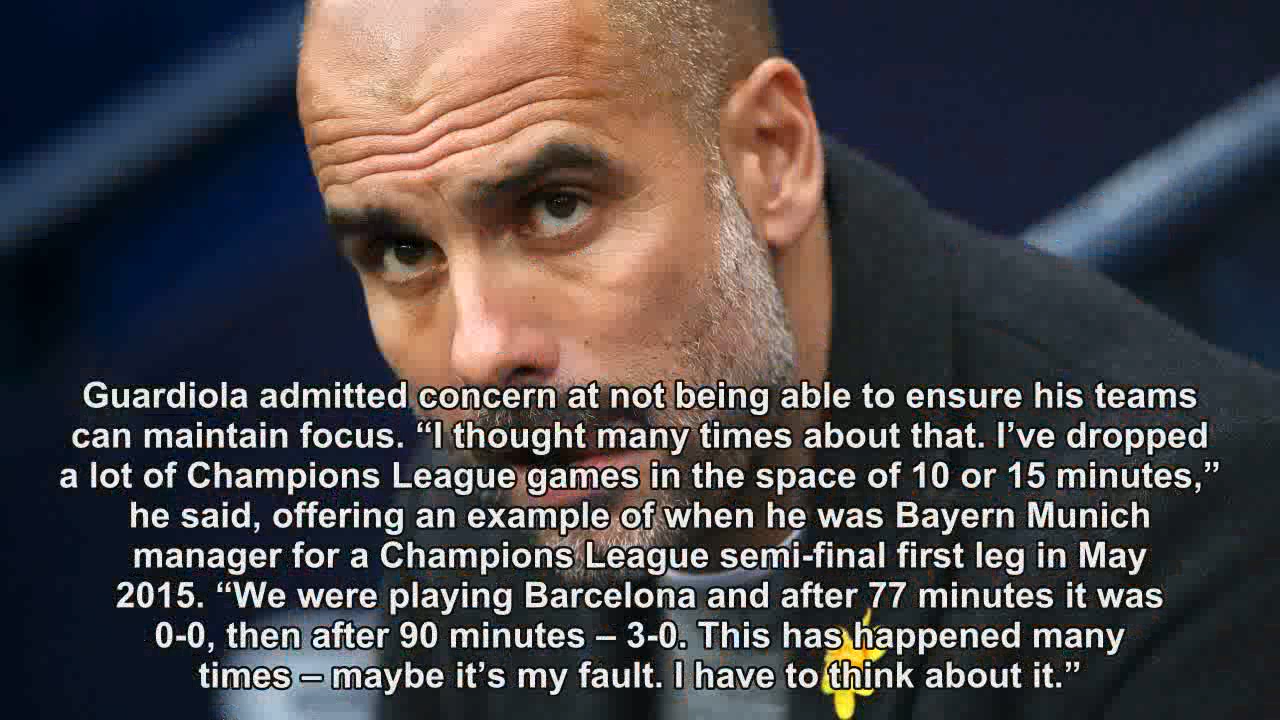 Guardiola admitted concern at not being able to ensure his teams
can maintain focus. “I thought many times about that. I’ve dropped
a lot of Champions League games in the space of 10 or 15 minutes,”
he said, offering an example of when he was Bayern Munich
manager for a Champions League semi-final first leg in May
2015. “We were playing Barcelona and after 77 minutes it was
0-0, then after 90 minutes – 3-0. This has happened many
times – maybe it’s my fault. I have to think about it.”